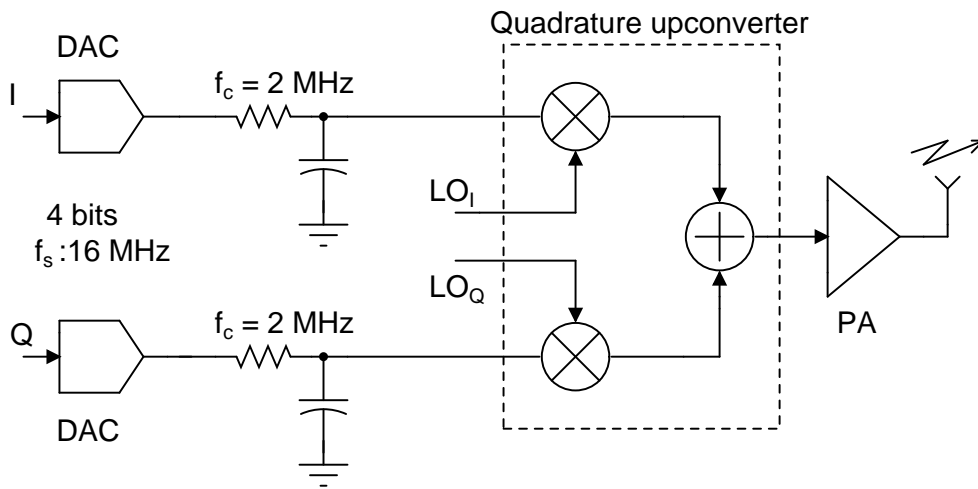 Quadrature upconverter
DAC
f_c = 2 MHz
I
LO_I
4 bits
f_s :16 MHz
LO_Q
PA
Q
f_c = 2 MHz
DAC